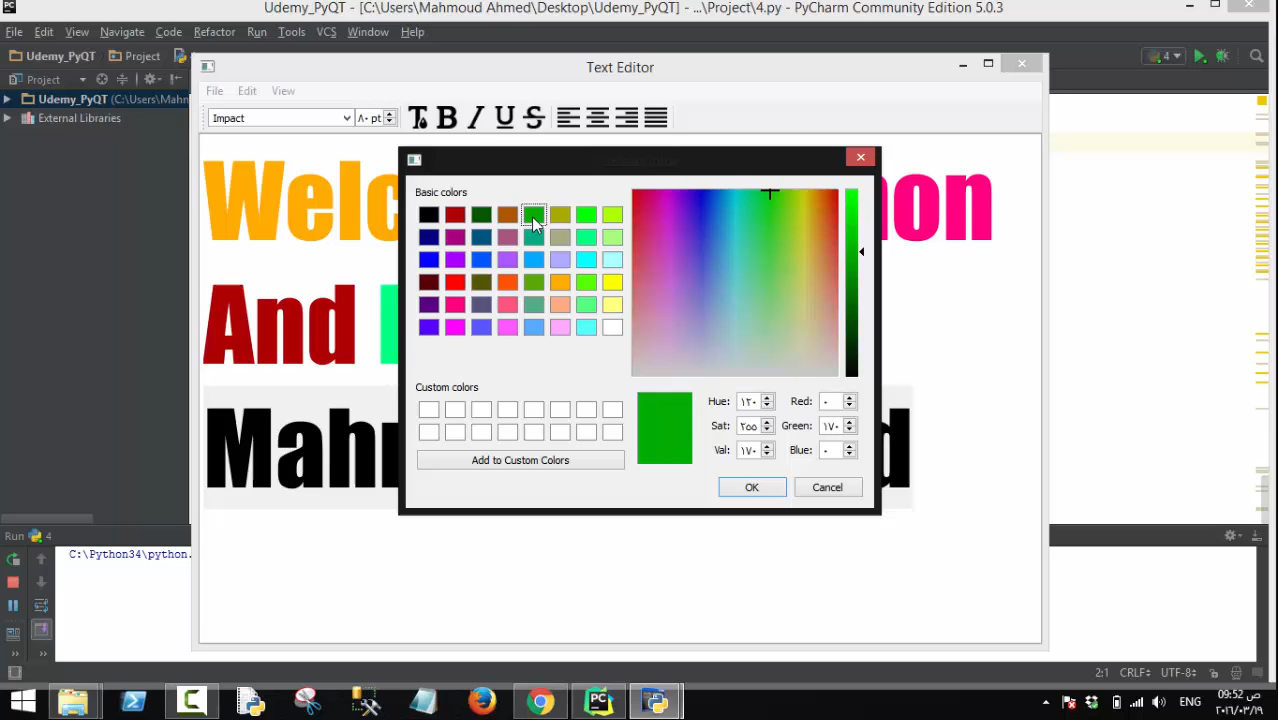 Udemy_PyQT - [C:\Users\Mahmoud Ahmed\Desktop\Udemy_PyQT] - ...\Project\4.py - PyCharm Community Edition 5.0.3
File Edit View Navigate Code Refactor Run Tools VCS Window Help
Udemy_PyQT Project 4
Project
Udemy_PyQT (C:\Users\Mahm
External Libraries
Text Editor
File Edit View
Impact ٨٠ pt T B I U S
Welc on
And
Mahr d
Basic colors
Custom colors
Add to Custom Colors
Hue: ١٢٠ Red: ٠
Sat: ٢٥٥ Green: ١٧٠
Val: ١٧٠ Blue: ٠
OK Cancel
Run 4
C:\Python34\python.
2:1 CRLF UTF-8
ENG
09:52 ص
٢٠١٦/٠٣/١٩